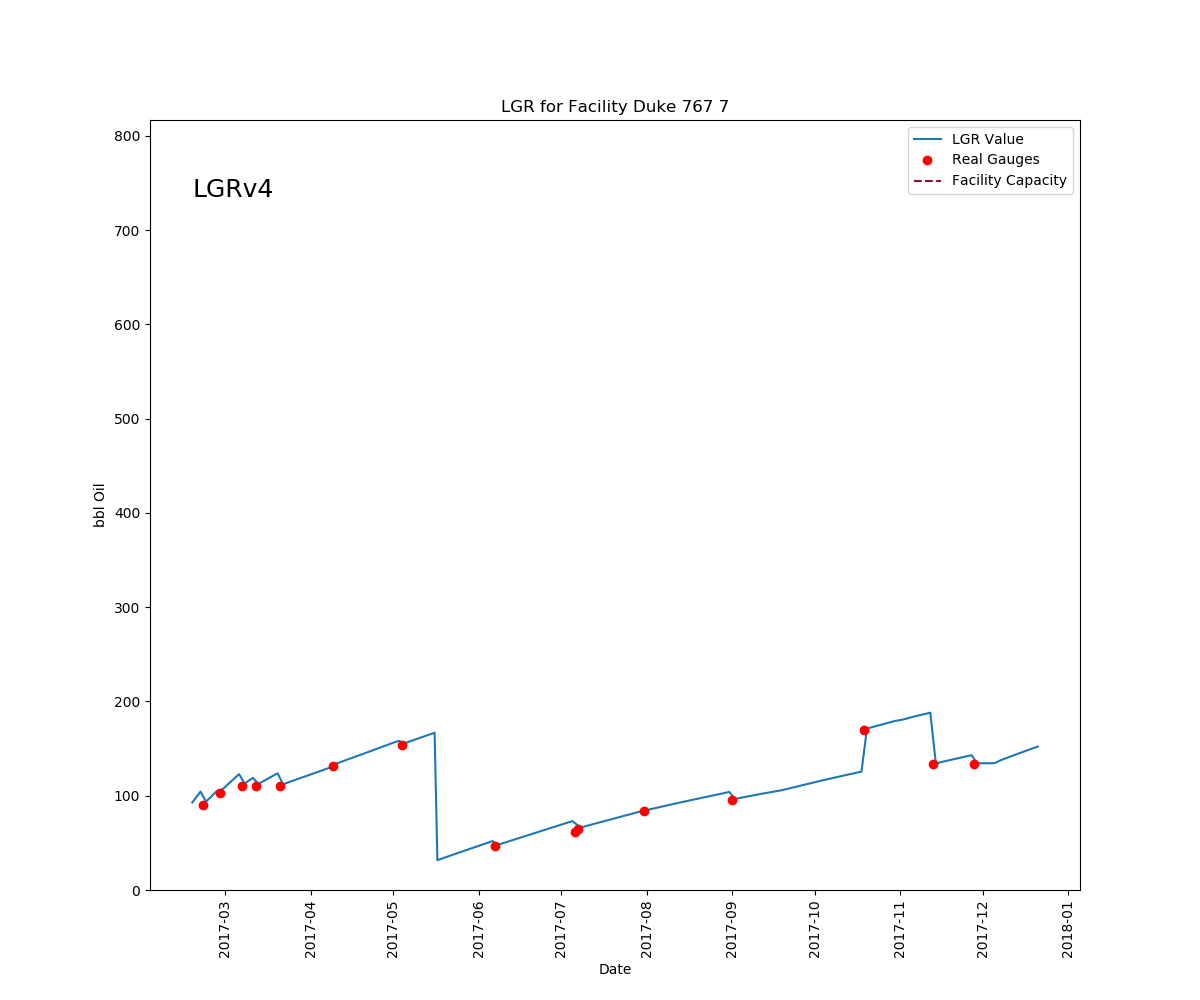 LGR for Facility Duke 767 7
LGRv4
LGR Value
Real Gauges
Facility Capacity
800
700
600
500
400
300
200
100
0
bbl Oil
2017-03
2017-04
2017-05
2017-06
2017-07
2017-08
2017-09
2017-10
2017-11
2017-12
2018-01
Date